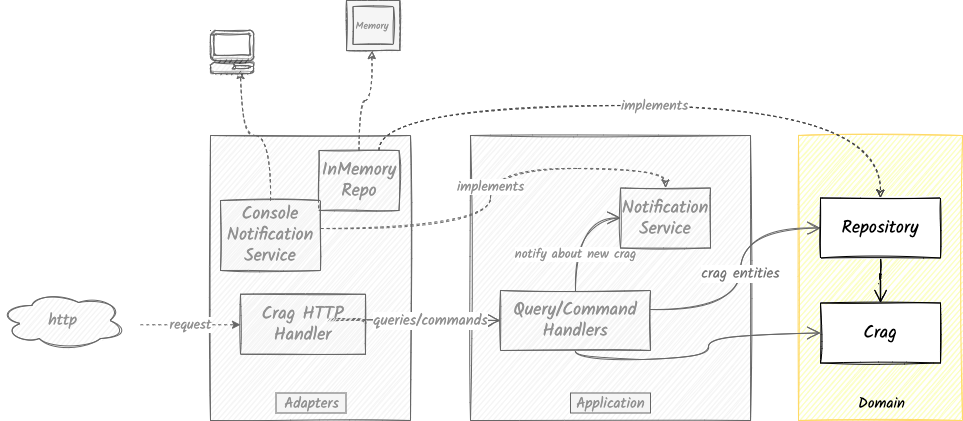 Memory
implements
InMemory
Repo
implements
Console
Notification
Service
Notification
Service
Repository
notify about new crag
crag entities
http
request
Crag HTTP
Handler
queries/commands
Query/Command
Handlers
Crag
Adapters
Application
Domain